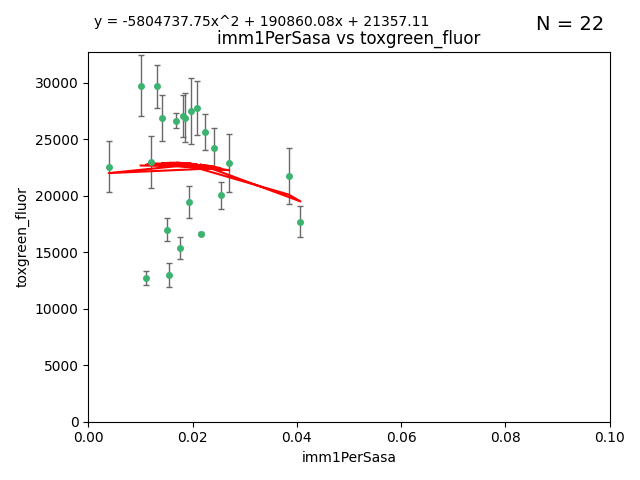 y = -5804737.75x^2 + 190860.08x + 21357.11
N = 22
imm1PerSasa vs toxgreen_fluor
30000
25000
20000
15000
10000
5000
0
toxgreen_fluor
0.00 0.02 0.04 0.06 0.08 0.10
imm1PerSasa